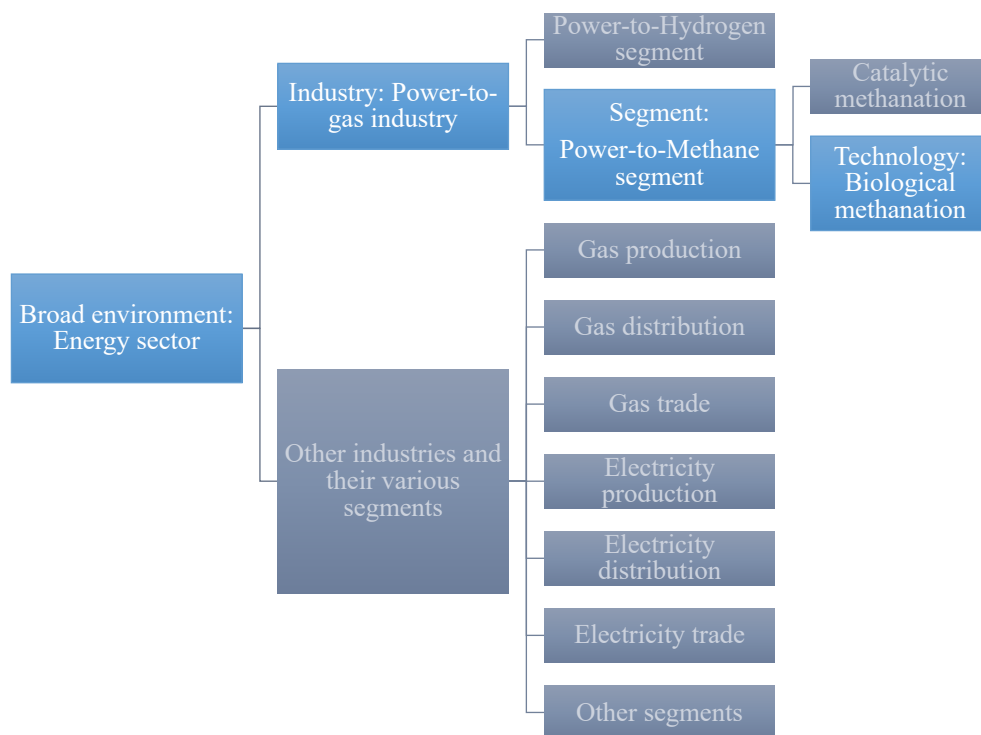 Power-to-Hydrogen
segment
Industry: Power-to-
gas industry
Segment:
Power-to-Methane
segment
Catalytic
methanation
Technology:
Biological
methanation
Broad environment:
Energy sector
Other industries and
their various
segments
Gas production
Gas distribution
Gas trade
Electricity
production
Electricity
distribution
Electricity trade
Other segments